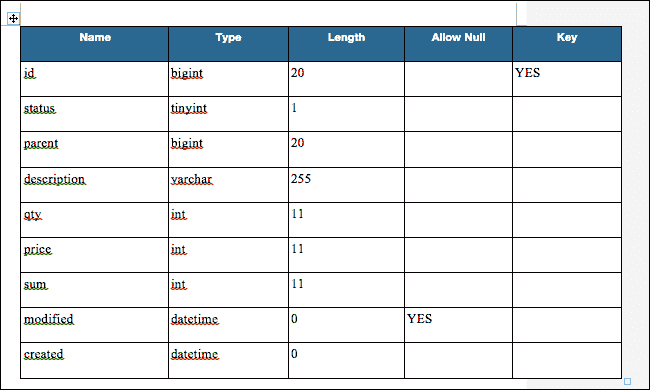 Name Type Length Allow Null Key
id bigint 20 YES
status tinyint 1
parent bigint 20
description varchar 255
qty int 11
price int 11
sum int 11
modified datetime 0 YES
created datetime 0